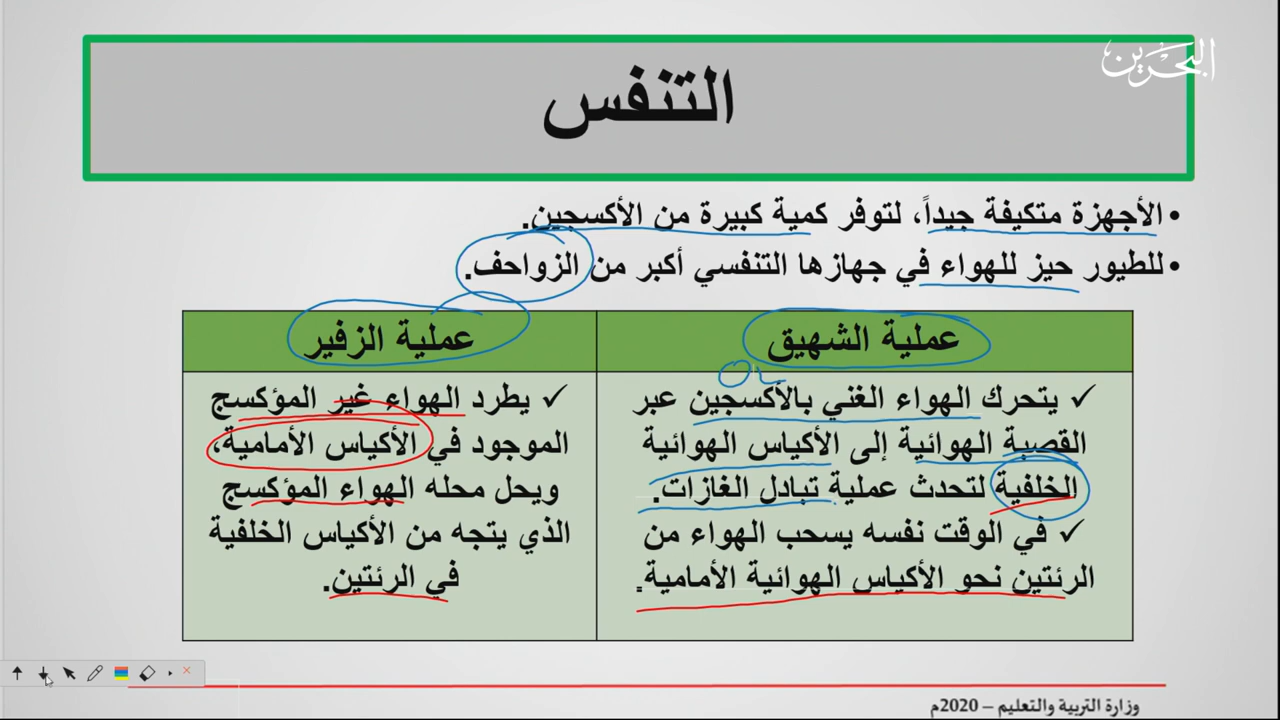 البحرين
التنفس
• الأجهزة متكيفة جيداً، لتوفر كمية كبيرة من الأكسجين.
• للطيور حيز للهواء في جهازها التنفسي أكبر من الزواحف.
عملية الشهيق
O2
✓ يتحرك الهواء الغني بالأكسجين عبر
القصبة الهوائية إلى الأكياس الهوائية
الخلفية لتحدث عملية تبادل الغازات.
✓ في الوقت نفسه يسحب الهواء من
الرئتين نحو الأكياس الهوائية الأمامية.
عملية الزفير
✓ يطرد الهواء غير المؤكسج
الموجود في الأكياس الأمامية،
ويحل محله الهواء المؤكسج
الذي يتجه من الأكياس الخلفية
في الرئتين.
وزارة التربية والتعليم – 2020م